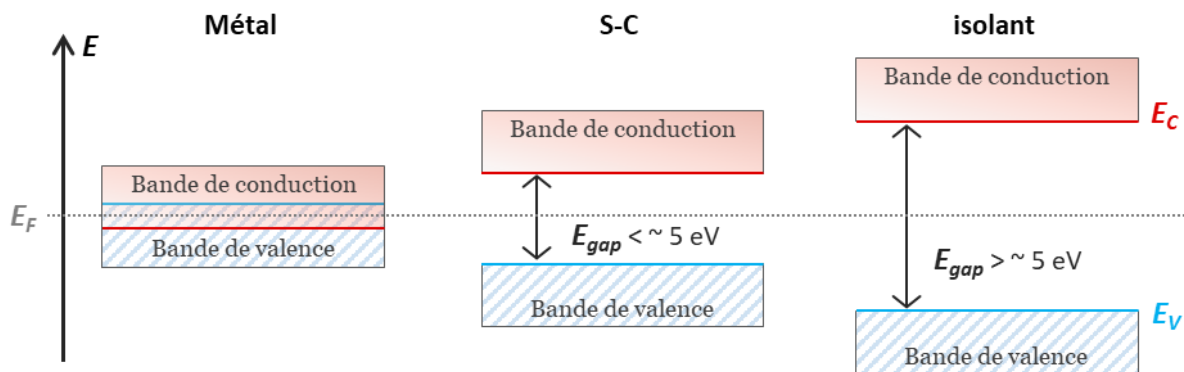 Métal
S-C
isolant
E
Bande de conduction
E_C
Bande de conduction
Bande de conduction
E_F
E_gap < ~ 5 eV
Bande de valence
E_gap > ~ 5 eV
Bande de valence
E_V
Bande de valence